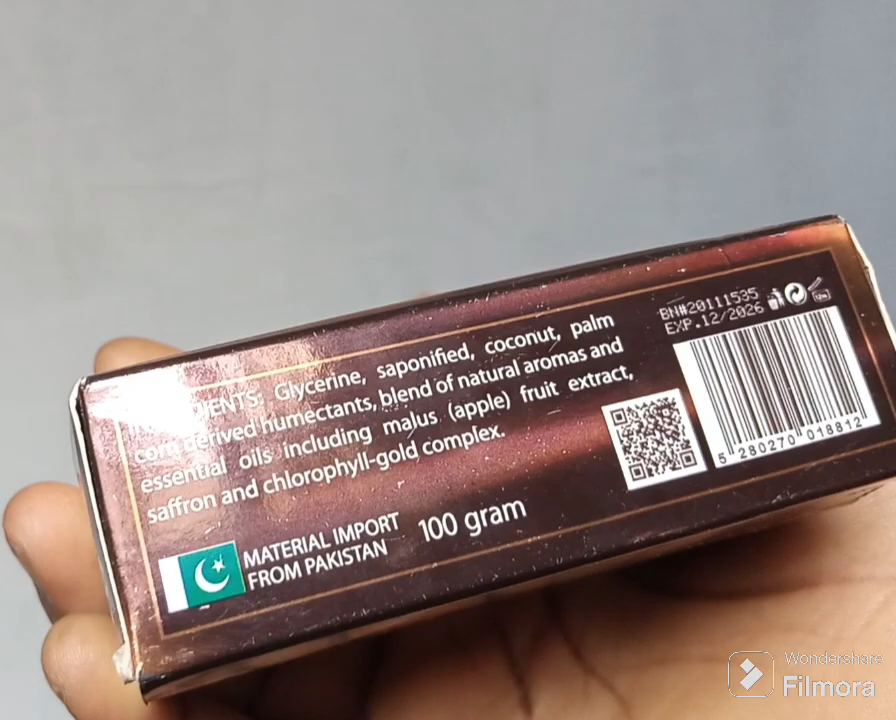 INGREDIENTS: Glycerine, saponified, coconut, palm
corn derived humectants, blend of natural aromas and
essential oils including malus (apple) fruit extract,
saffron and chlorophyll-gold complex.
MATERIAL IMPORT
FROM PAKISTAN
100 gram
BN#20111535
EXP.12/2026
12m
5 280270 018812
Wondershare
Filmora